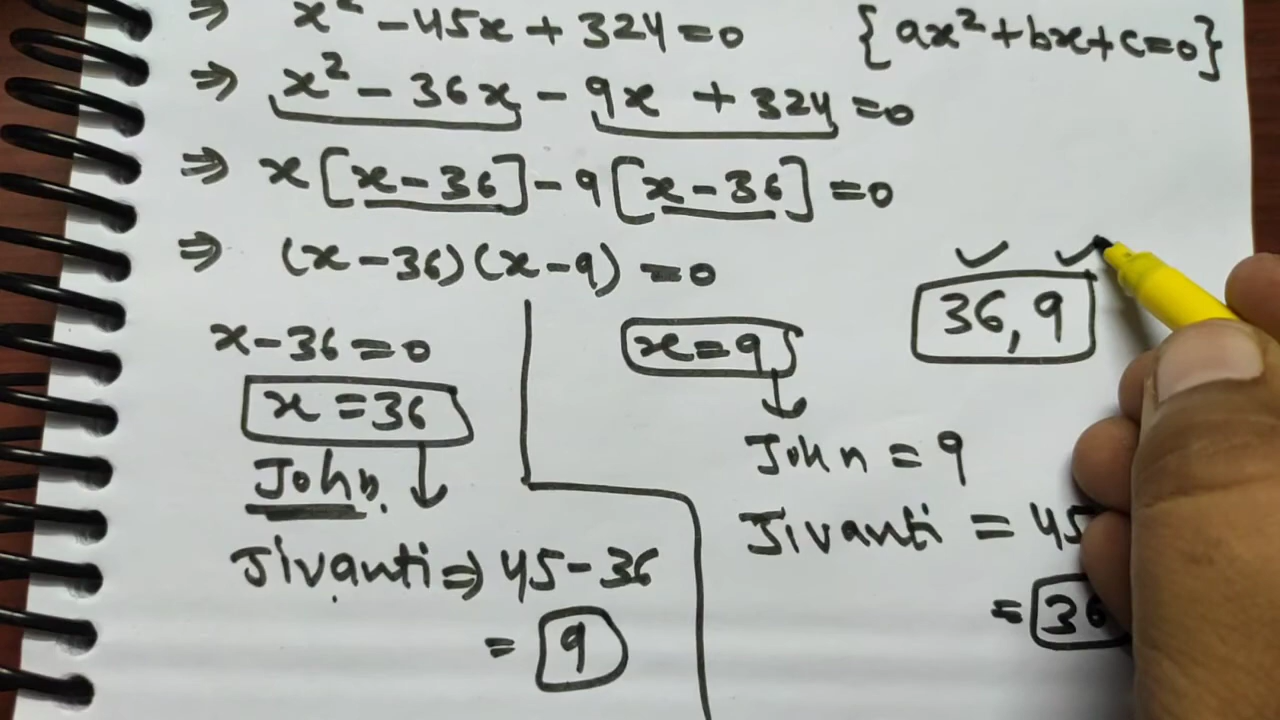 ⇒ x² - 45x + 324 = 0 {ax² + bx + c = 0}
⇒ x² - 36x - 9x + 324 = 0
⇒ x[x - 36] - 9[x - 36] = 0
⇒ (x - 36)(x - 9) = 0
36, 9
x - 36 = 0
x = 36
John
Jivanti ⇒ 45 - 36
= 9
x = 9
John = 9
Jivanti = 45
= 36